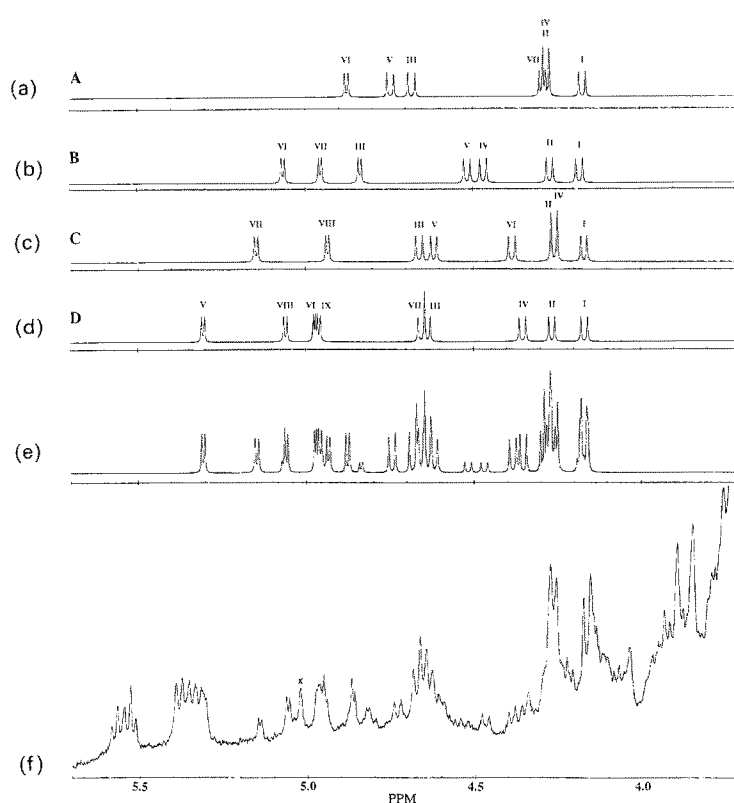 IV
VI V III VII II I
(a) A
VI VII III V IV II I
(b) B
IV
VII VIII III V VI II I
(c) C
V VIII VI IX VII III IV II I
(d) D
(e)
x
(f)
5.5 5.0 4.5 4.0
PPM